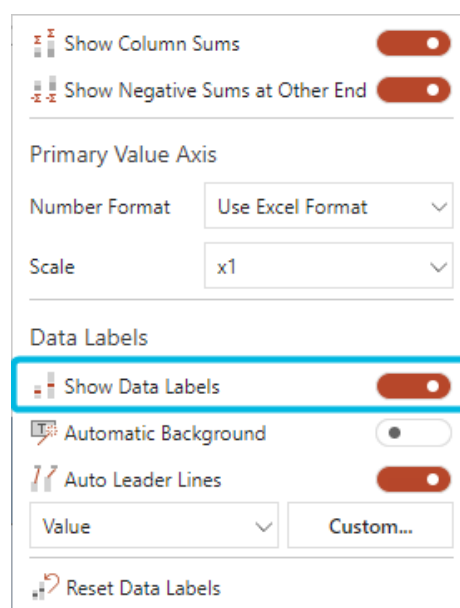 Show Column Sums
Show Negative Sums at Other End
Primary Value Axis
Number Format Use Excel Format
Scale x1
Data Labels
Show Data Labels
Automatic Background
Auto Leader Lines
Value Custom...
Reset Data Labels